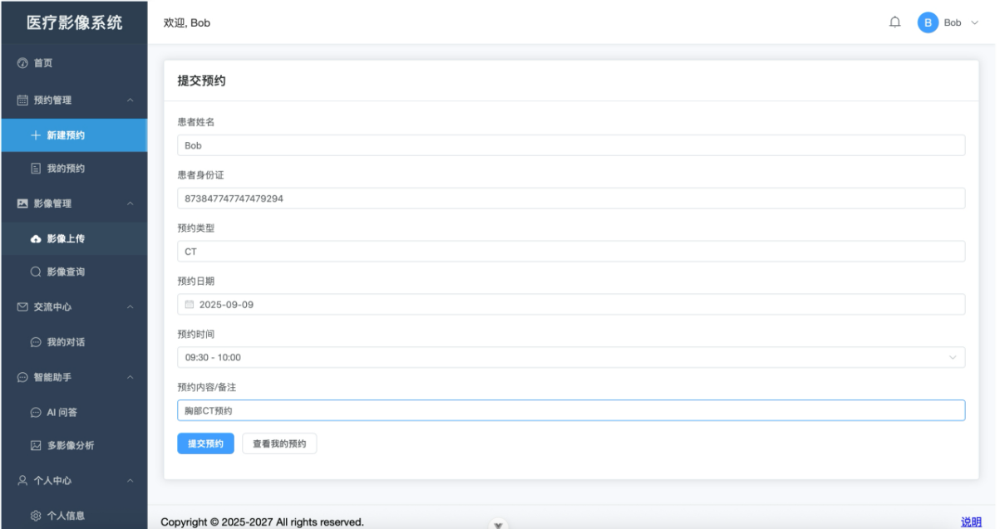 医疗影像系统
欢迎, Bob
B Bob
首页
预约管理
新建预约
我的预约
影像管理
影像上传
影像查询
交流中心
我的对话
智能助手
AI 问答
多影像分析
个人中心
个人信息
提交预约
患者姓名
Bob
患者身份证
873847747747479294
预约类型
CT
预约日期
2025-09-09
预约时间
09:30 - 10:00
预约内容/备注
胸部CT预约
提交预约 查看我的预约
Copyright © 2025-2027 All rights reserved.
说明